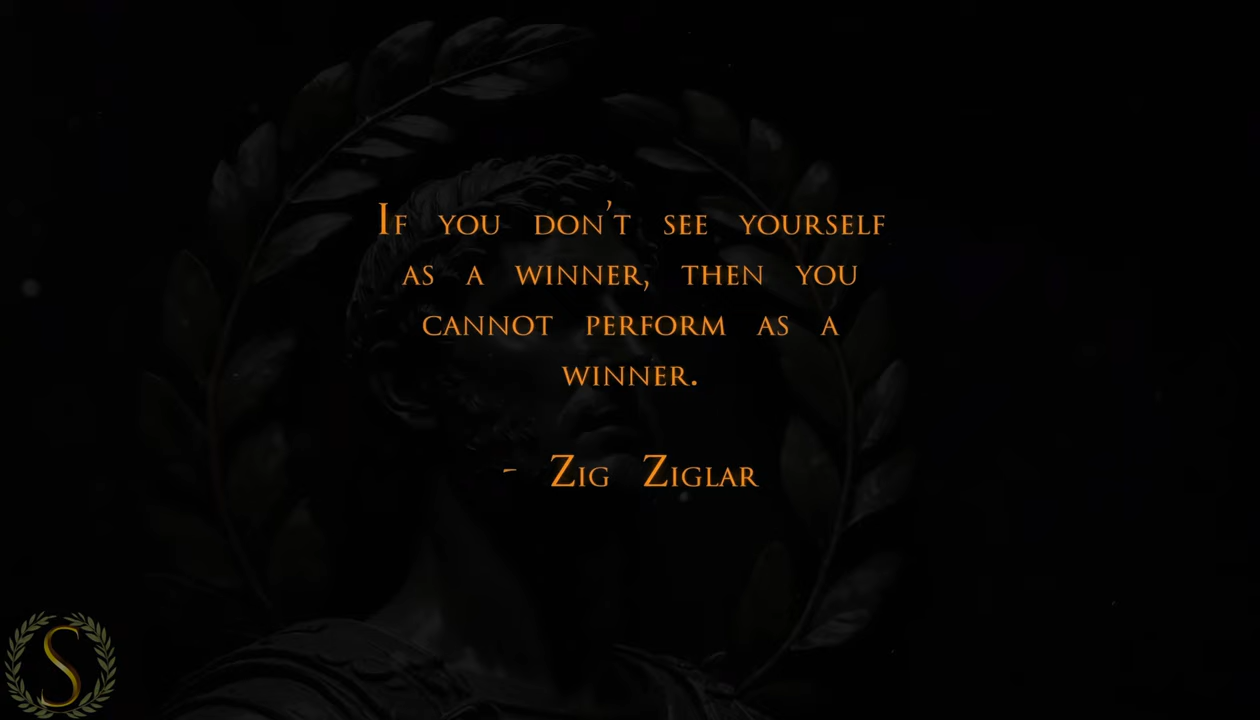 If you don't see yourself
as a winner, then you
cannot perform as a
winner.
- Zig Ziglar
S